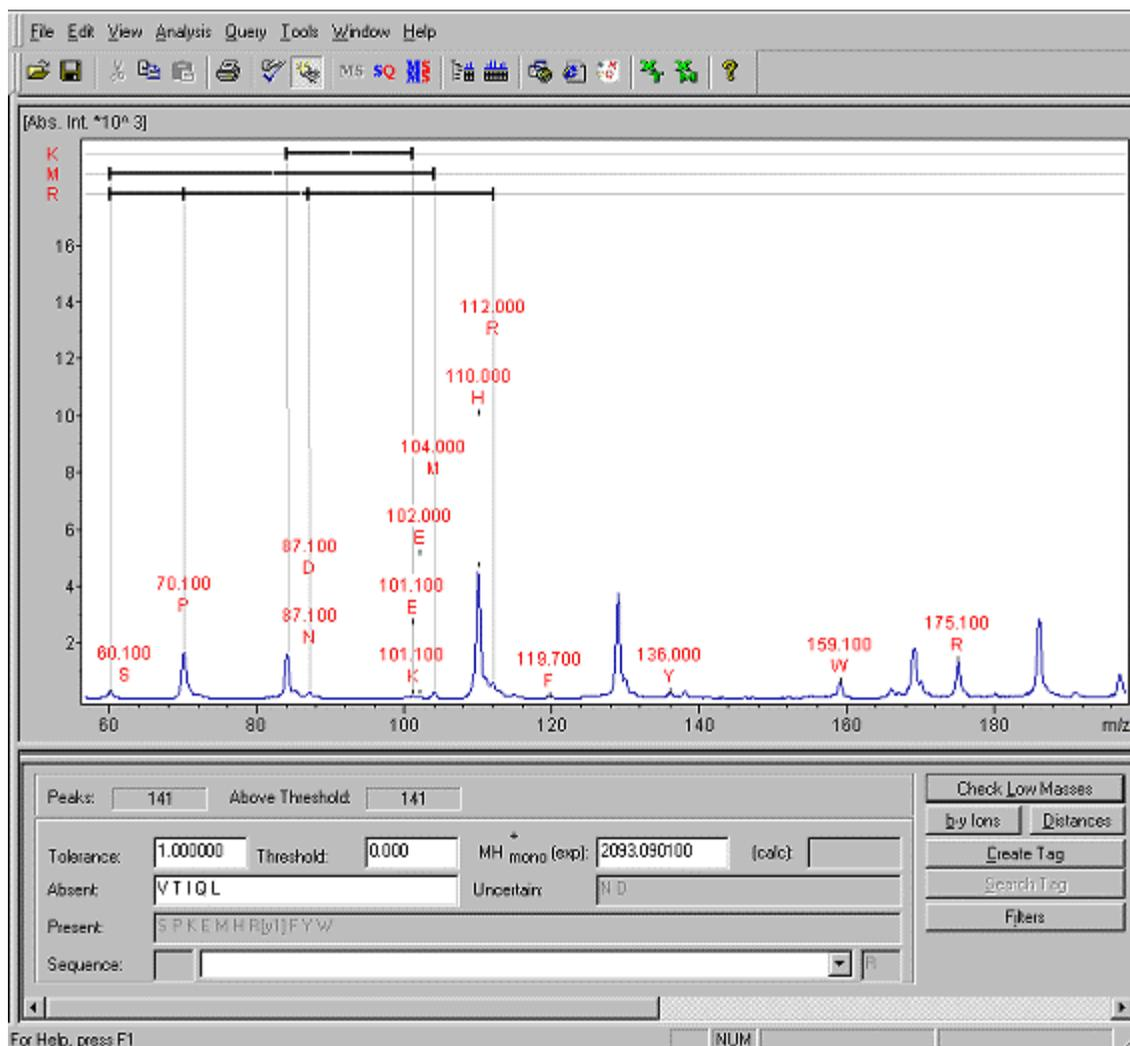 File Edit View Analysis Query Tools Window Help
MS SQ MS MS
[Abs. Int. *10^ 3]
K
M
R
16
14
12
10
8
6
4
2
112.000
R
110.000
H
104.000
M
102.000
E
87.100
D
70.100
P
101.100
E
87.100
N
60.100
S
101.100
K
119.700
F
136.000
Y
159.100
W
175.100
R
60 80 100 120 140 160 180 m/z
Peaks: 141 Above Threshold: 141
Check Low Masses
b-y Ions Distances
Tolerance: 1.000000 Threshold: 0.000 MH + mono (exp): 2093.090100 (calc):
Create Tag
Absent: V T I Q L Uncertain: N D
Search Tag
Present: S P K E M H R[y1] F Y W
Filters
Sequence: R
For Help, press F1 NUM